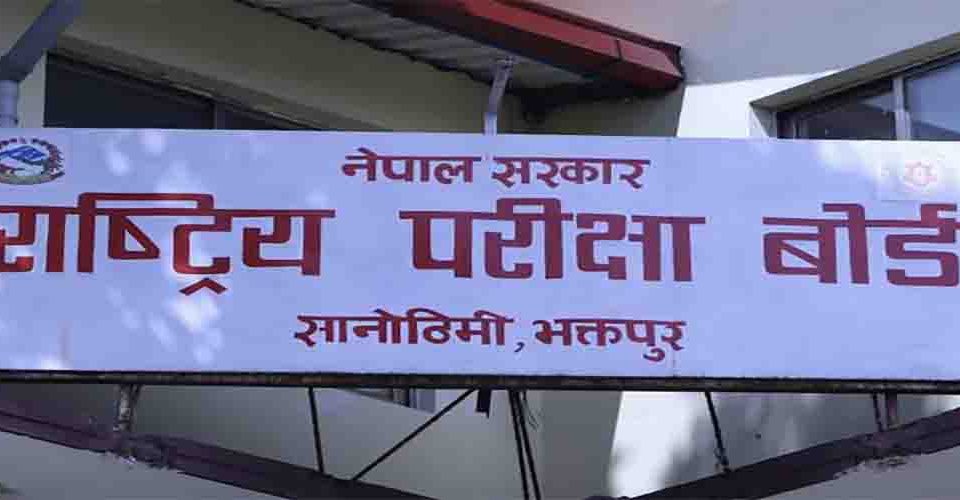 नेपाल सरकार
राष्ट्रिय परीक्षा बोर्ड
सानोठिमी, भक्तपुर